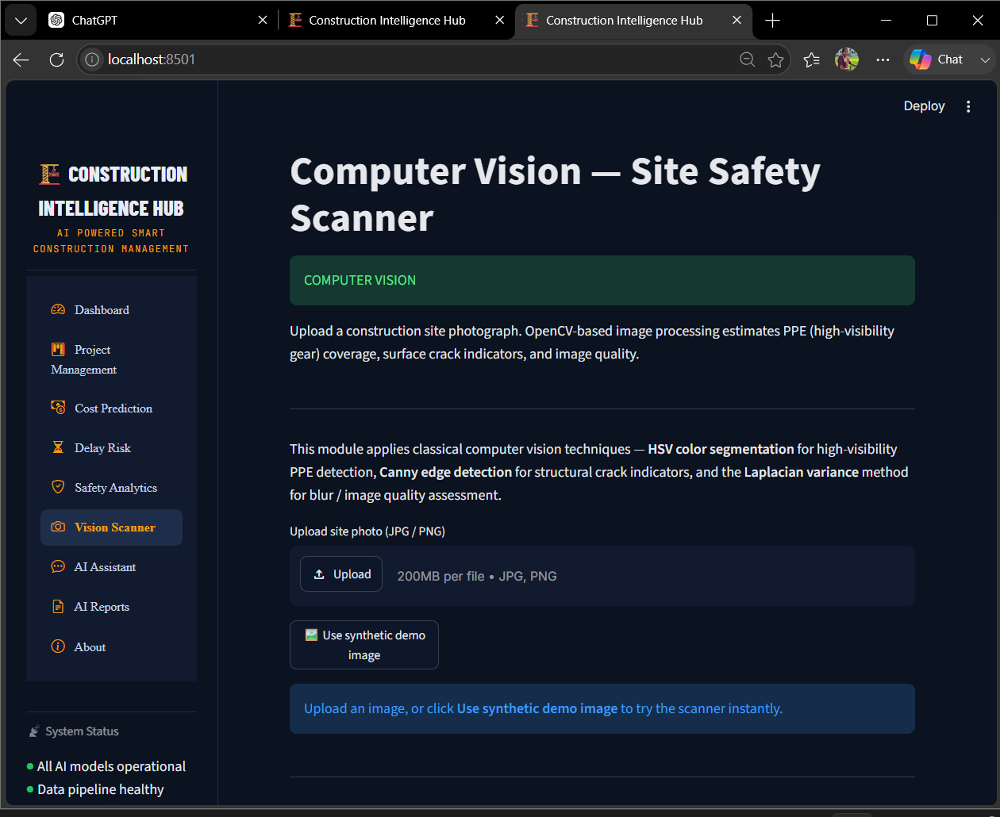 ChatGPT
Construction Intelligence Hub
Construction Intelligence Hub
localhost:8501
Chat
Deploy
CONSTRUCTION
INTELLIGENCE HUB
AI POWERED SMART
CONSTRUCTION MANAGEMENT
Dashboard
Project
Management
Cost Prediction
Delay Risk
Safety Analytics
Vision Scanner
AI Assistant
AI Reports
About
System Status
All AI models operational
Data pipeline healthy
Computer Vision — Site Safety
Scanner
COMPUTER VISION
Upload a construction site photograph. OpenCV-based image processing estimates PPE (high-visibility
gear) coverage, surface crack indicators, and image quality.
This module applies classical computer vision techniques — HSV color segmentation for high-visibility
PPE detection, Canny edge detection for structural crack indicators, and the Laplacian variance method
for blur / image quality assessment.
Upload site photo (JPG / PNG)
Upload
200MB per file • JPG, PNG
Use synthetic demo
image
Upload an image, or click Use synthetic demo image to try the scanner instantly.